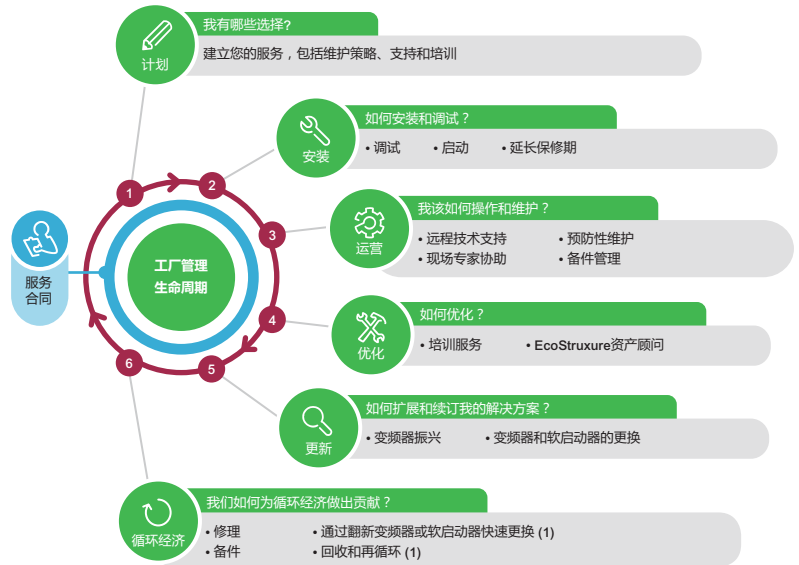 我有哪些选择?
建立您的服务，包括维护策略、支持和培训
计划
如何安装和调试？
• 调试 • 启动 • 延长保修期
安装
1
2
3
4
5
6
我该如何操作和维护？
• 远程技术支持 • 预防性维护
• 现场专家协助 • 备件管理
运营
工厂管理
生命周期
服务
合同
如何优化？
• 培训服务 • EcoStruxure资产顾问
优化
如何扩展和续订我的解决方案？
• 变频器振兴 • 变频器和软启动器的更换
更新
我们如何为循环经济做出贡献？
• 修理 • 通过翻新变频器或软启动器快速更换 (1)
• 备件 • 回收和再循环 (1)
循环经济